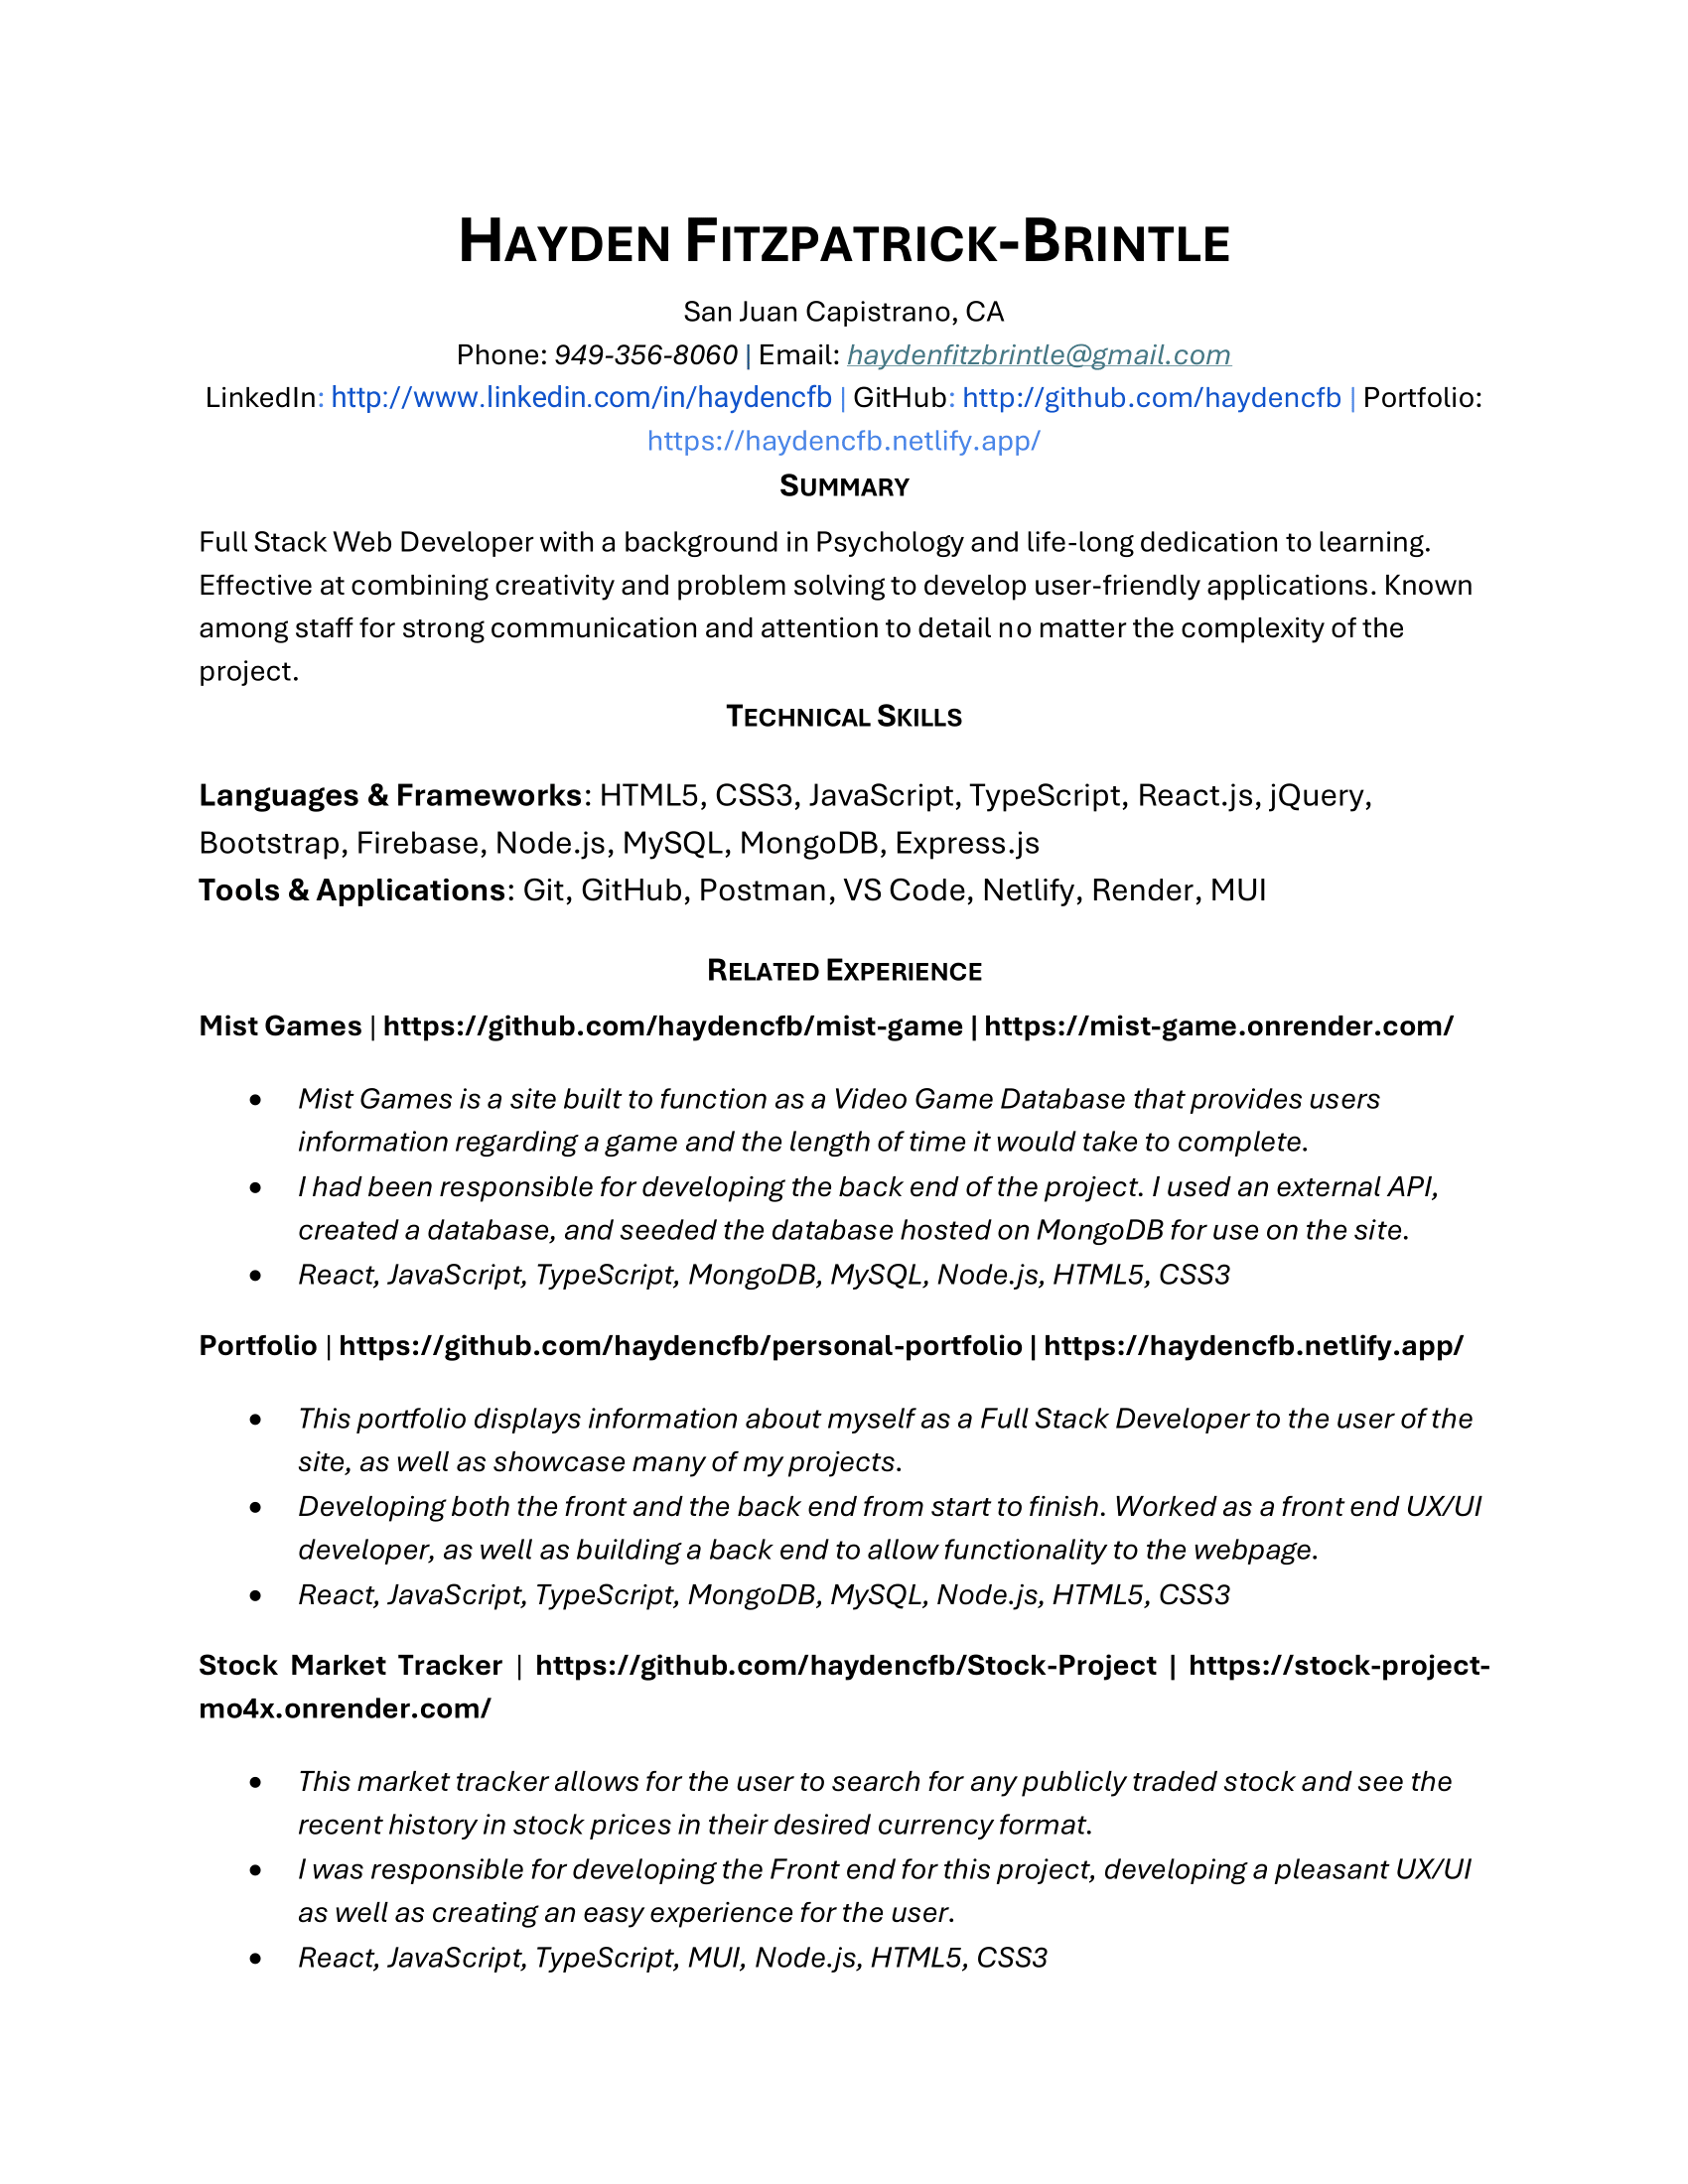 HAYDEN FITZPATRICK-BRINTLE
San Juan Capistrano, CA
Phone: 949-356-8060 | Email: haydenfitzbrintle@gmail.com
LinkedIn: http://www.linkedin.com/in/haydencfb | GitHub: http://github.com/haydencfb | Portfolio:
https://haydencfb.netlify.app/
SUMMARY
Full Stack Web Developer with a background in Psychology and life-long dedication to learning.
Effective at combining creativity and problem solving to develop user-friendly applications. Known
among staff for strong communication and attention to detail no matter the complexity of the
project.
TECHNICAL SKILLS
Languages & Frameworks: HTML5, CSS3, JavaScript, TypeScript, React.js, jQuery,
Bootstrap, Firebase, Node.js, MySQL, MongoDB, Express.js
Tools & Applications: Git, GitHub, Postman, VS Code, Netlify, Render, MUI
RELATED EXPERIENCE
Mist Games | https://github.com/haydencfb/mist-game | https://mist-game.onrender.com/
• Mist Games is a site built to function as a Video Game Database that provides users
information regarding a game and the length of time it would take to complete.
• I had been responsible for developing the back end of the project. I used an external API,
created a database, and seeded the database hosted on MongoDB for use on the site.
• React, JavaScript, TypeScript, MongoDB, MySQL, Node.js, HTML5, CSS3
Portfolio | https://github.com/haydencfb/personal-portfolio | https://haydencfb.netlify.app/
• This portfolio displays information about myself as a Full Stack Developer to the user of the
site, as well as showcase many of my projects.
• Developing both the front and the back end from start to finish. Worked as a front end UX/UI
developer, as well as building a back end to allow functionality to the webpage.
• React, JavaScript, TypeScript, MongoDB, MySQL, Node.js, HTML5, CSS3
Stock Market Tracker | https://github.com/haydencfb/Stock-Project | https://stock-project-
mo4x.onrender.com/
• This market tracker allows for the user to search for any publicly traded stock and see the
recent history in stock prices in their desired currency format.
• I was responsible for developing the Front end for this project, developing a pleasant UX/UI
as well as creating an easy experience for the user.
• React, JavaScript, TypeScript, MUI, Node.js, HTML5, CSS3